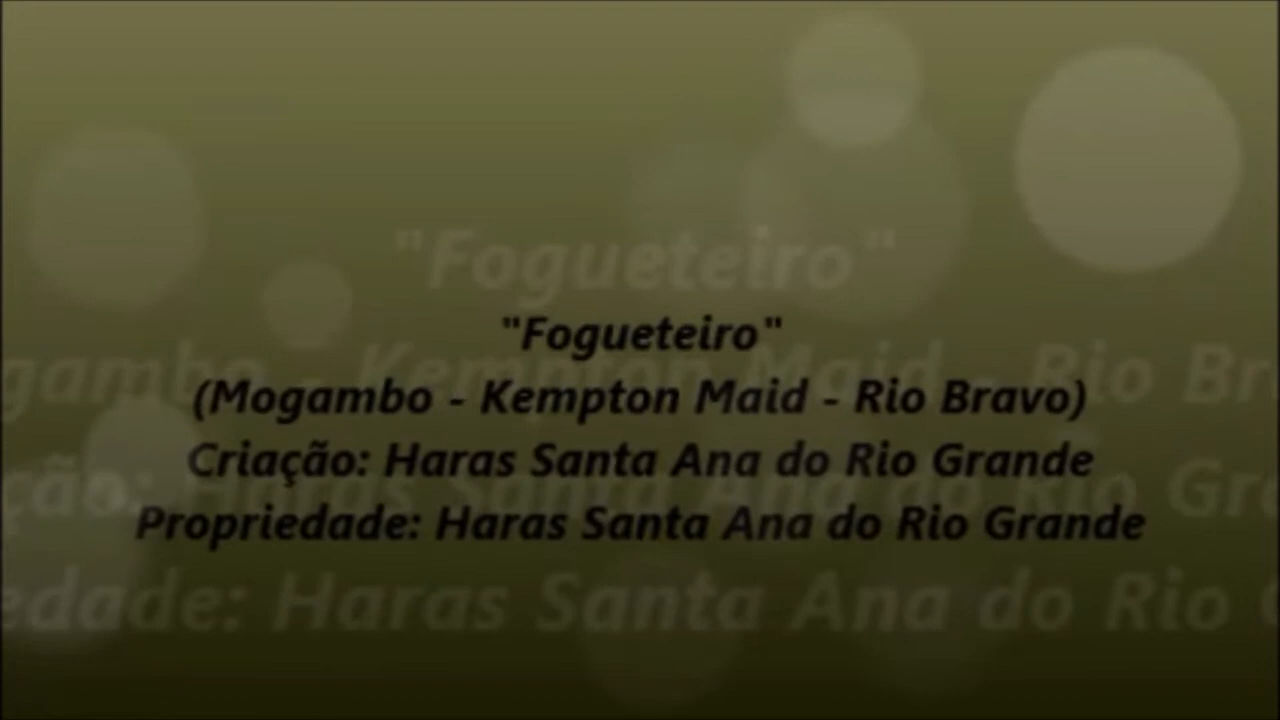 "Fogueteiro"
(Mogambo - Kempton Maid - Rio Bravo)
Criação: Haras Santa Ana do Rio Grande
Propriedade: Haras Santa Ana do Rio Grande